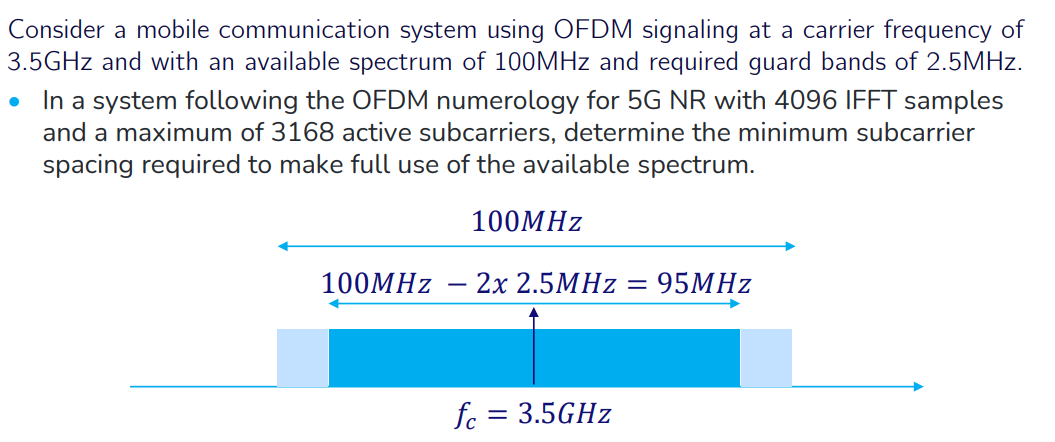 Consider a mobile communication system using OFDM signaling at a carrier frequency of
3.5GHz and with an available spectrum of 100MHz and required guard bands of 2.5MHz.
• In a system following the OFDM numerology for 5G NR with 4096 IFFT samples
and a maximum of 3168 active subcarriers, determine the minimum subcarrier
spacing required to make full use of the available spectrum.
100MHz
100MHz − 2x 2.5MHz = 95MHz
f_c = 3.5GHz